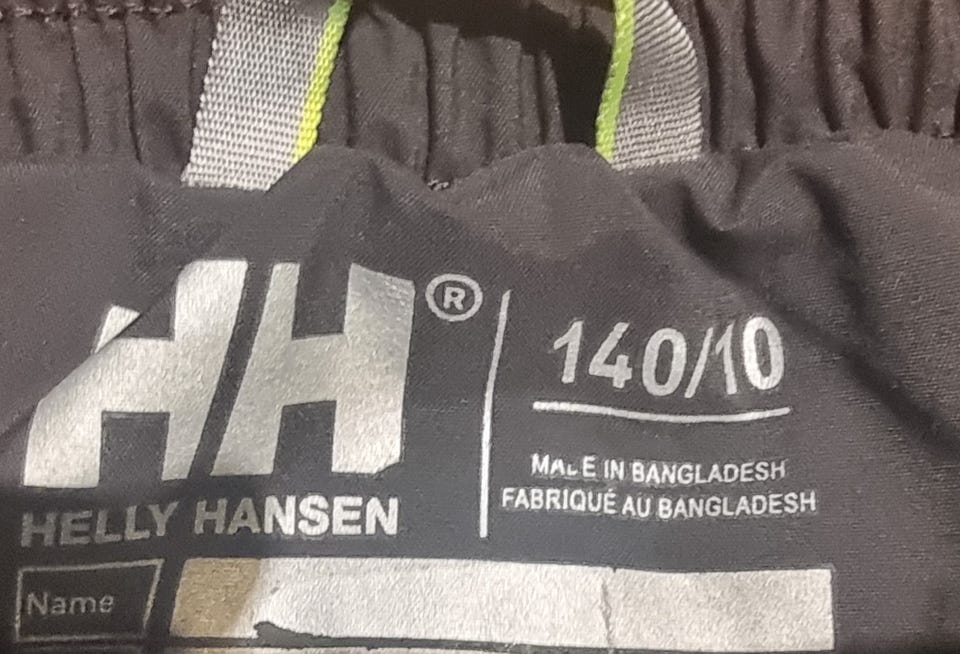 HH®
HELLY HANSEN
140/10
MADE IN BANGLADESH
FABRIQUÉ AU BANGLADESH
Name